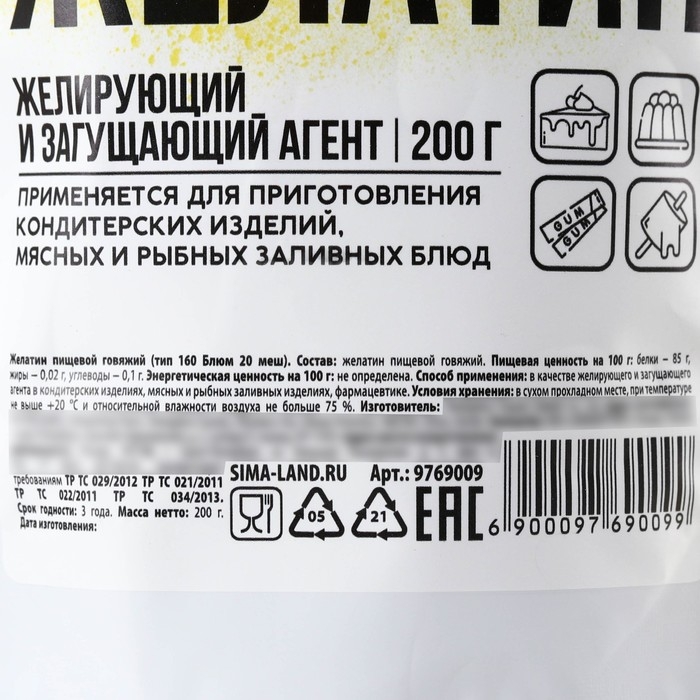 ЖЕЛАТИН
ЖЕЛИРУЮЩИЙ
И ЗАГУЩАЮЩИЙ АГЕНТ | 200 Г
ПРИМЕНЯЕТСЯ ДЛЯ ПРИГОТОВЛЕНИЯ
КОНДИТЕРСКИХ ИЗДЕЛИЙ,
МЯСНЫХ И РЫБНЫХ ЗАЛИВНЫХ БЛЮД
GUM
GUM
Желатин пищевой говяжий (тип 160 Блюм 20 меш). Состав: желатин пищевой говяжий. Пищевая ценность на 100 г: белки – 85 г,
жиры – 0,02 г, углеводы – 0,1 г. Энергетическая ценность на 100 г: не определена. Способ применения: в качестве желирующего и загущающего
агента в кондитерских изделиях, мясных и рыбных заливных изделиях, фармацевтике. Условия хранения: в сухом прохладном месте, при температуре
не выше +20 °C и относительной влажности воздуха не больше 75 %. Изготовитель:
требованиям ТР ТС 029/2012 ТР ТС 021/2011
ТР ТС 022/2011 ТР ТС 034/2013.
Срок годности: 3 года. Масса нетто: 200 г.
Дата изготовления:
SIMA-LAND.RU Арт.: 9769009
05
21
EAC
6 900097 690099